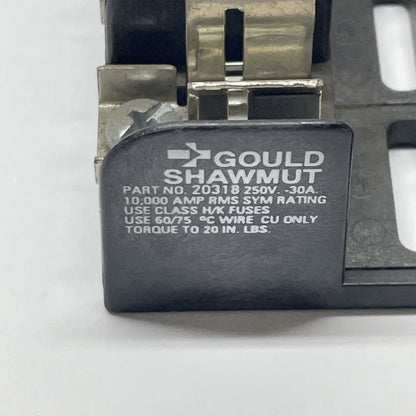 GOULD
SHAWMUT
PART NO. 20318 250V. -30A.
10,000 AMP RMS SYM RATING
USE CLASS H/K FUSES
USE 60/75 °C WIRE CU ONLY
TORQUE TO 20 IN. LBS.